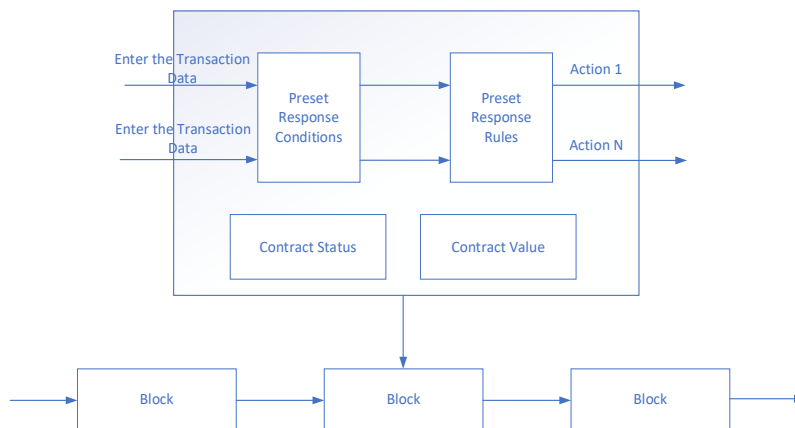 Enter the Transaction
Data
Action 1
Preset
Response
Conditions
Preset
Response
Rules
Enter the Transaction
Data
Action N
Contract Status
Contract Value
Block
Block
Block